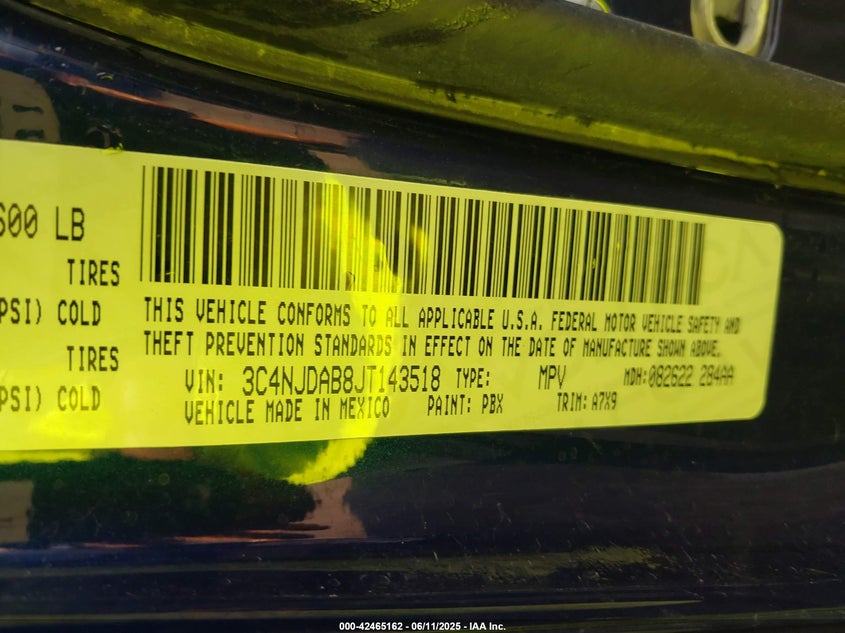 600 LB
TIRES
PSI) COLD
TIRES
PSI) COLD
THIS VEHICLE CONFORMS TO ALL APPLICABLE U.S.A. FEDERAL MOTOR VEHICLE SAFETY AND
THEFT PREVENTION STANDARDS IN EFFECT ON THE DATE OF MANUFACTURE SHOWN ABOVE.
VIN: 3C4NJDAB8JT143518 TYPE: MPV MDH:082622 284AA
VEHICLE MADE IN MEXICO PAINT: PBX TRIM: A7X9
000-42465162 - 06/11/2025 - IAA Inc.